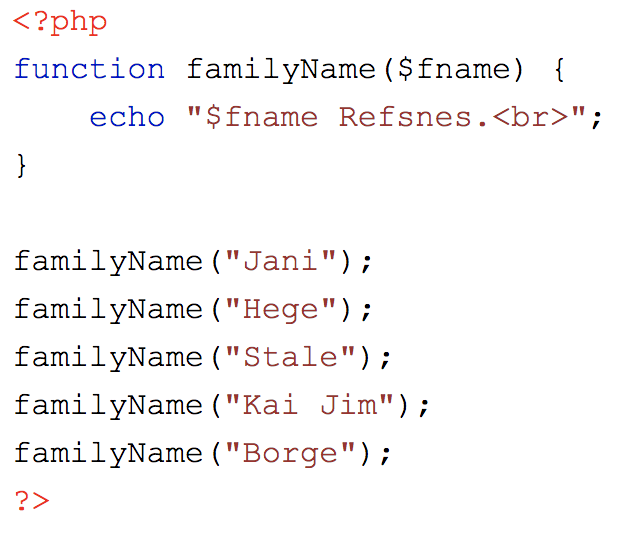 <?php
function familyName($fname) {
    echo "$fname Refsnes.<br>";
}

familyName("Jani");
familyName("Hege");
familyName("Stale");
familyName("Kai Jim");
familyName("Borge");
?>